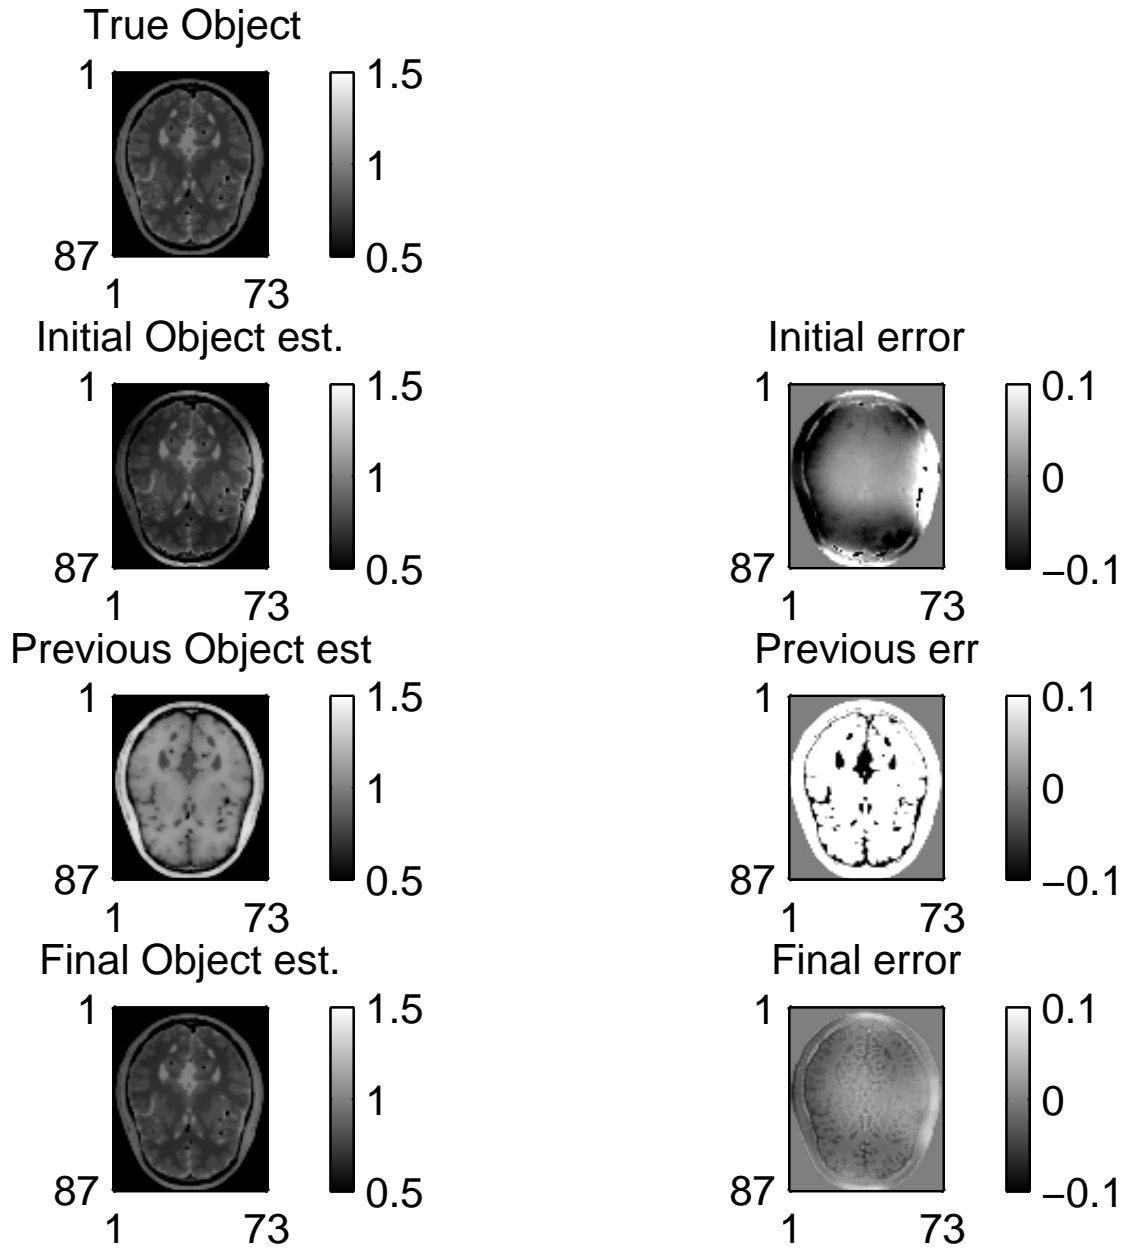 True Object
1 1.5
1
87 0.5
1 73
Initial Object est. Initial error
1 1.5 1 0.1
1 0
87 0.5 87 −0.1
1 73 1 73
Previous Object est Previous err
1 1.5 1 0.1
1 0
87 0.5 87 −0.1
1 73 1 73
Final Object est. Final error
1 1.5 1 0.1
1 0
87 0.5 87 −0.1
1 73 1 73